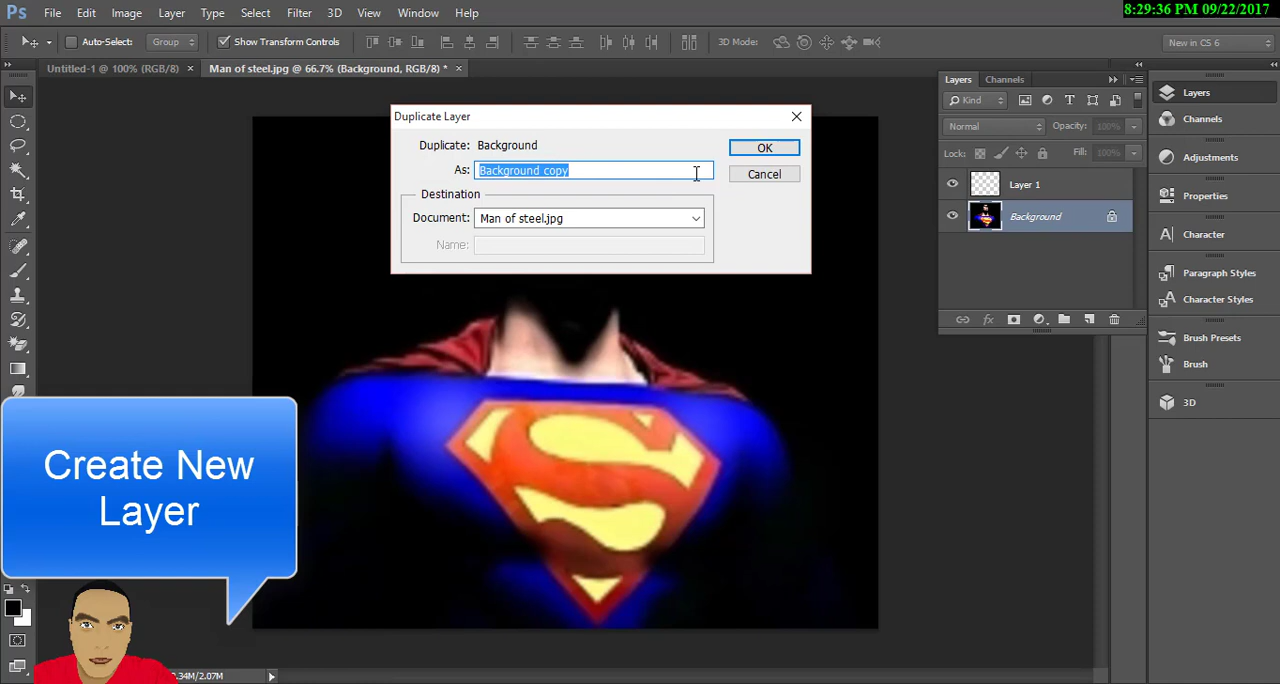 Ps File Edit Image Layer Type Select Filter 3D View Window Help
8:29:36 PM 09/22/2017
Auto-Select: Group Show Transform Controls 3D Mode: New in CS 6
Untitled-1 @ 100% (RGB/8) × Man of steel.jpg @ 66.7% (Background, RGB/8) * ×
Duplicate Layer
Duplicate: Background
As: Background copy
OK
Cancel
Destination
Document: Man of steel.jpg
Name:
Layers Channels
Kind
Normal Opacity: 100%
Lock: Fill: 100%
Layer 1
Background
fx
Layers
Channels
Adjustments
Properties
Character
Paragraph Styles
Character Styles
Brush Presets
Brush
3D
S
Create New
Layer
.34M/2.07M